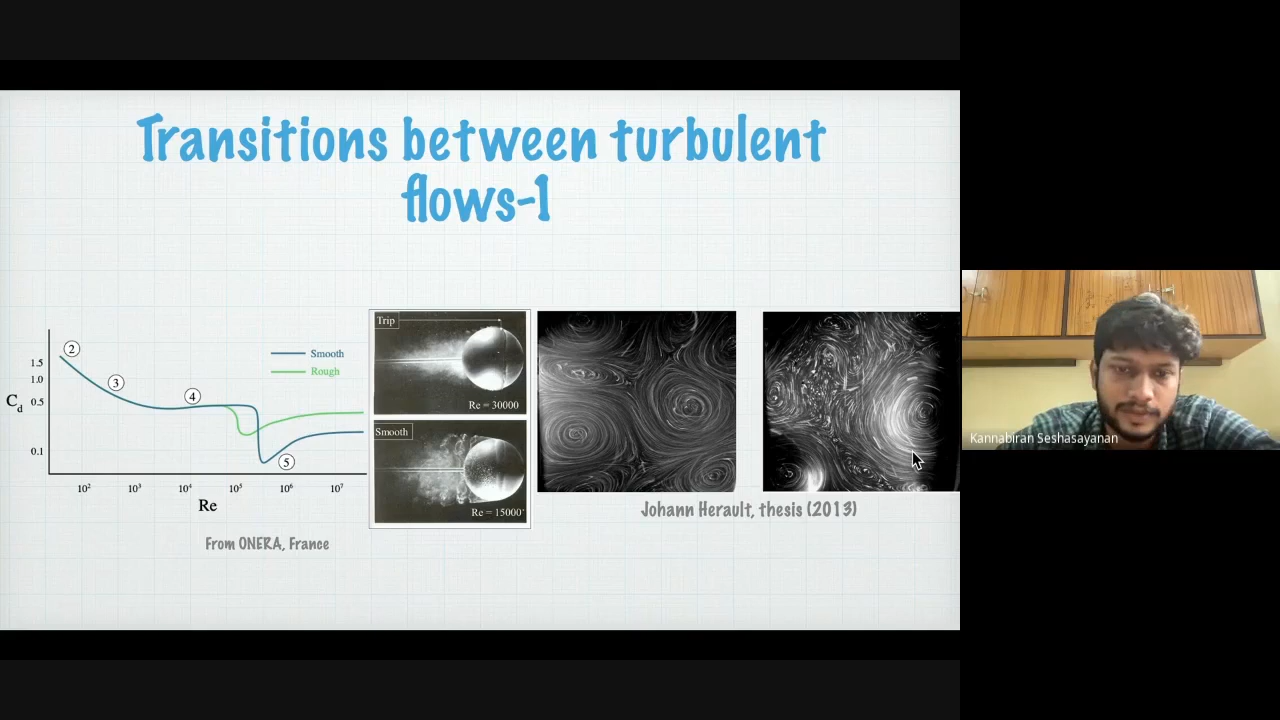 Transitions between turbulent
flows-1
2
3
4
5
Smooth
Rough
C_d
1.5
1.0
0.5
0.1
10²
10³
10⁴
10⁵
10⁶
10⁷
Re
From ONERA, France
Trip
Re = 30000
Smooth
Re = 15000
Johann Herault, thesis (2013)
Kannabiran Seshasayanan